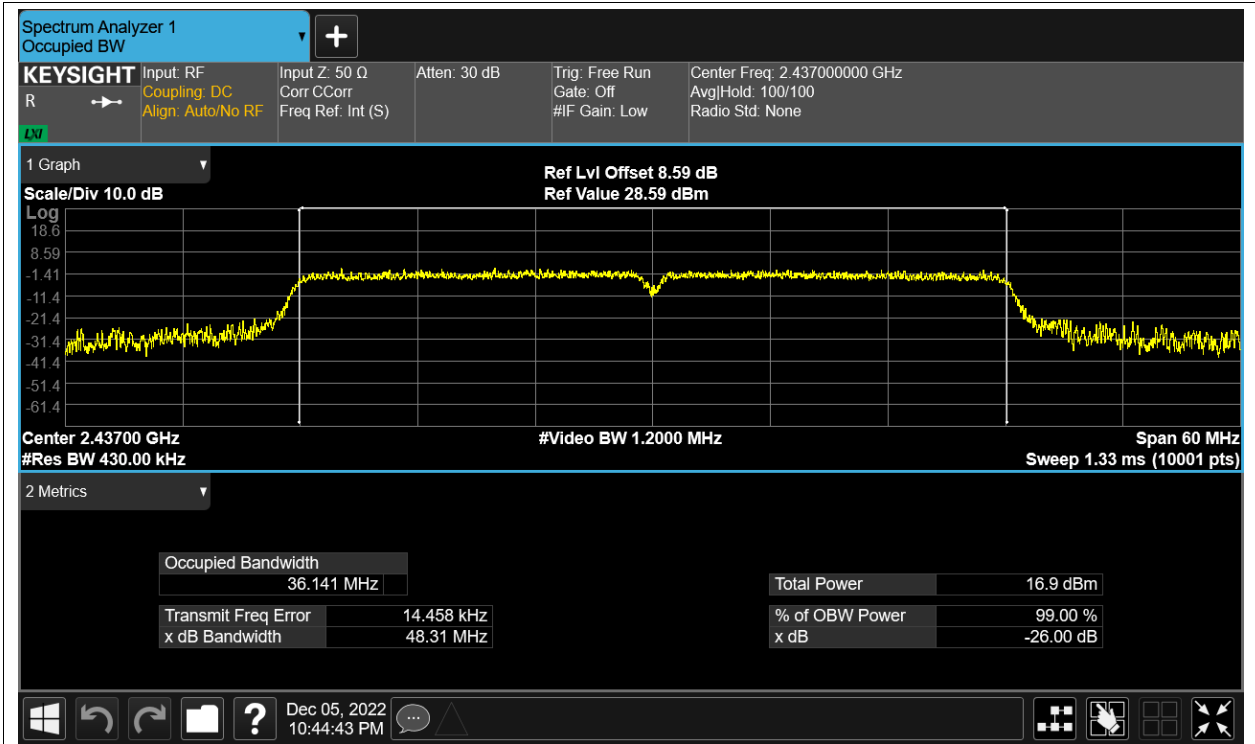 Spectrum Analyzer 1
Occupied BW
KEYSIGHT
R
LXI
Input: RF
Coupling: DC
Align: Auto/No RF
Input Z: 50 Ω
Corr CCorr
Freq Ref: Int (S)
Atten: 30 dB
Trig: Free Run
Gate: Off
#IF Gain: Low
Center Freq: 2.437000000 GHz
Avg|Hold: 100/100
Radio Std: None
1 Graph
Scale/Div 10.0 dB
Ref Lvl Offset 8.59 dB
Ref Value 28.59 dBm
Log
18.6
8.59
-1.41
-11.4
-21.4
-31.4
-41.4
-51.4
-61.4
Center 2.43700 GHz
#Video BW 1.2000 MHz
Span 60 MHz
#Res BW 430.00 kHz
Sweep 1.33 ms (10001 pts)
2 Metrics
Occupied Bandwidth
36.141 MHz
Transmit Freq Error 14.458 kHz
x dB Bandwidth 48.31 MHz
Total Power 16.9 dBm
% of OBW Power 99.00 %
x dB -26.00 dB
?
Dec 05, 2022
10:44:43 PM